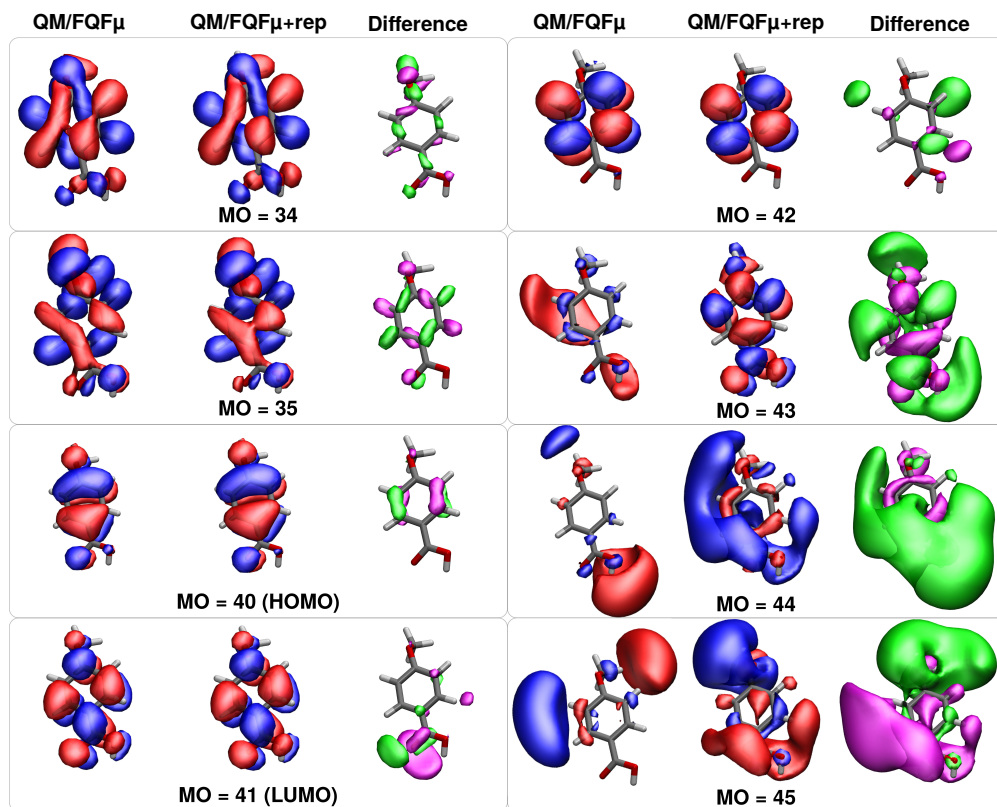 QM/FQFμ QM/FQFμ+rep Difference QM/FQFμ QM/FQFμ+rep Difference
MO = 34 MO = 42
MO = 35 MO = 43
MO = 40 (HOMO) MO = 44
MO = 41 (LUMO) MO = 45